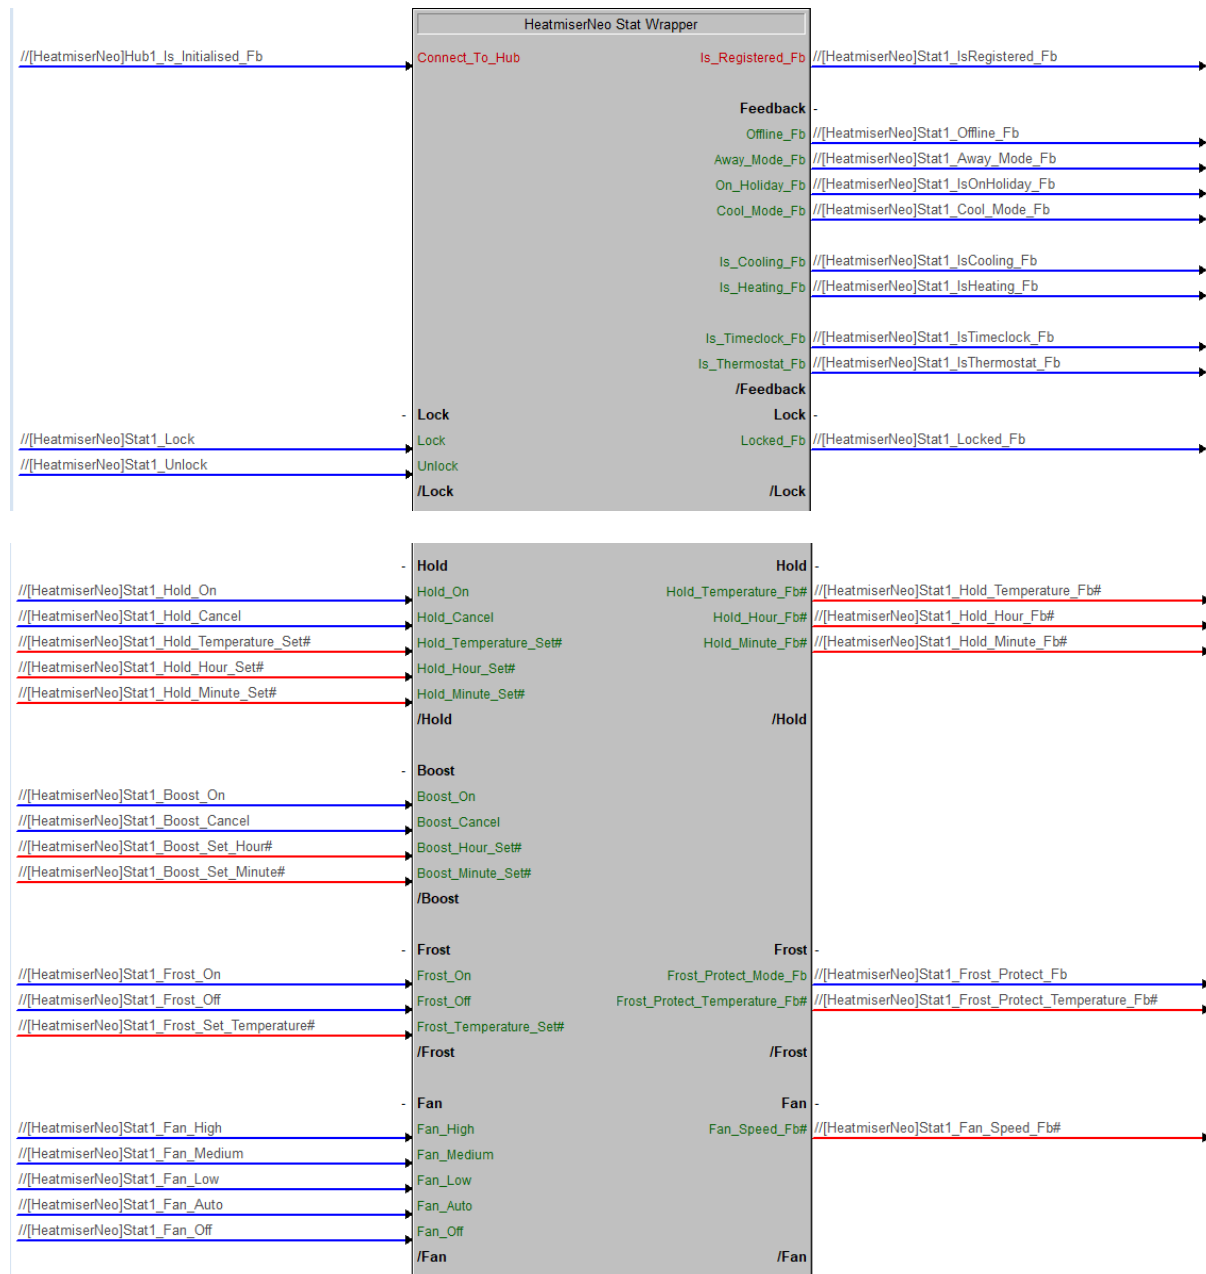 HeatmiserNeo Stat Wrapper
//[HeatmiserNeo]Hub1_Is_Initialised_Fb Connect_To_Hub Is_Registered_Fb //[HeatmiserNeo]Stat1_IsRegistered_Fb
Feedback -
Offline_Fb //[HeatmiserNeo]Stat1_Offline_Fb
Away_Mode_Fb //[HeatmiserNeo]Stat1_Away_Mode_Fb
On_Holiday_Fb //[HeatmiserNeo]Stat1_IsOnHoliday_Fb
Cool_Mode_Fb //[HeatmiserNeo]Stat1_Cool_Mode_Fb
Is_Cooling_Fb //[HeatmiserNeo]Stat1_IsCooling_Fb
Is_Heating_Fb //[HeatmiserNeo]Stat1_IsHeating_Fb
Is_Timeclock_Fb //[HeatmiserNeo]Stat1_IsTimeclock_Fb
Is_Thermostat_Fb //[HeatmiserNeo]Stat1_IsThermostat_Fb
/Feedback
- Lock Lock -
//[HeatmiserNeo]Stat1_Lock Lock Locked_Fb //[HeatmiserNeo]Stat1_Locked_Fb
//[HeatmiserNeo]Stat1_Unlock Unlock
/Lock /Lock
- Hold Hold -
//[HeatmiserNeo]Stat1_Hold_On Hold_On Hold_Temperature_Fb# //[HeatmiserNeo]Stat1_Hold_Temperature_Fb#
//[HeatmiserNeo]Stat1_Hold_Cancel Hold_Cancel Hold_Hour_Fb# //[HeatmiserNeo]Stat1_Hold_Hour_Fb#
//[HeatmiserNeo]Stat1_Hold_Temperature_Set# Hold_Temperature_Set# Hold_Minute_Fb# //[HeatmiserNeo]Stat1_Hold_Minute_Fb#
//[HeatmiserNeo]Stat1_Hold_Hour_Set# Hold_Hour_Set#
//[HeatmiserNeo]Stat1_Hold_Minute_Set# Hold_Minute_Set#
/Hold /Hold
- Boost
//[HeatmiserNeo]Stat1_Boost_On Boost_On
//[HeatmiserNeo]Stat1_Boost_Cancel Boost_Cancel
//[HeatmiserNeo]Stat1_Boost_Set_Hour# Boost_Hour_Set#
//[HeatmiserNeo]Stat1_Boost_Set_Minute# Boost_Minute_Set#
/Boost
- Frost Frost -
//[HeatmiserNeo]Stat1_Frost_On Frost_On Frost_Protect_Mode_Fb //[HeatmiserNeo]Stat1_Frost_Protect_Fb
//[HeatmiserNeo]Stat1_Frost_Off Frost_Off Frost_Protect_Temperature_Fb# //[HeatmiserNeo]Stat1_Frost_Protect_Temperature_Fb#
//[HeatmiserNeo]Stat1_Frost_Set_Temperature# Frost_Temperature_Set#
/Frost /Frost
- Fan Fan -
//[HeatmiserNeo]Stat1_Fan_High Fan_High Fan_Speed_Fb# //[HeatmiserNeo]Stat1_Fan_Speed_Fb#
//[HeatmiserNeo]Stat1_Fan_Medium Fan_Medium
//[HeatmiserNeo]Stat1_Fan_Low Fan_Low
//[HeatmiserNeo]Stat1_Fan_Auto Fan_Auto
//[HeatmiserNeo]Stat1_Fan_Off Fan_Off
/Fan /Fan